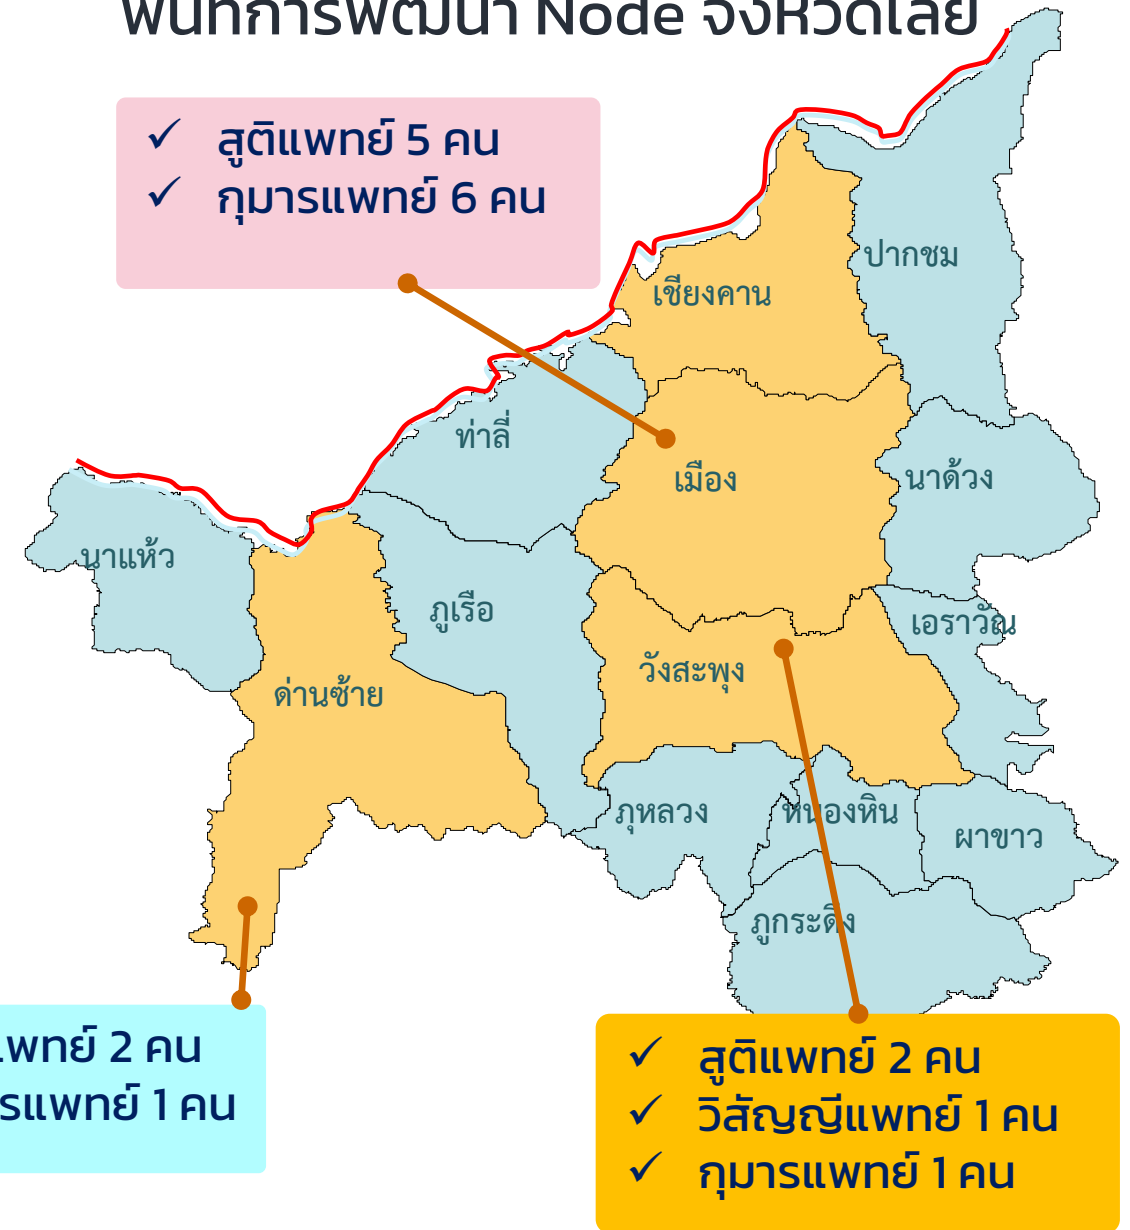 พื้นที่การพัฒนา Node จังหวัดเลย
✓ สูติแพทย์ 5 คน
✓ กุมารแพทย์ 6 คน
ปากชม
เชียงคาน
ท่าลี่
เมือง
นาด้วง
นาแห้ว
ภูเรือ
เอราวัณ
วังสะพุง
ด่านซ้าย
ภุหลวง
หนองหิน
ผาขาว
ภูกระดึง
แพทย์ 2 คน
รแพทย์ 1 คน
✓ สูติแพทย์ 2 คน
✓ วิสัญญีแพทย์ 1 คน
✓ กุมารแพทย์ 1 คน